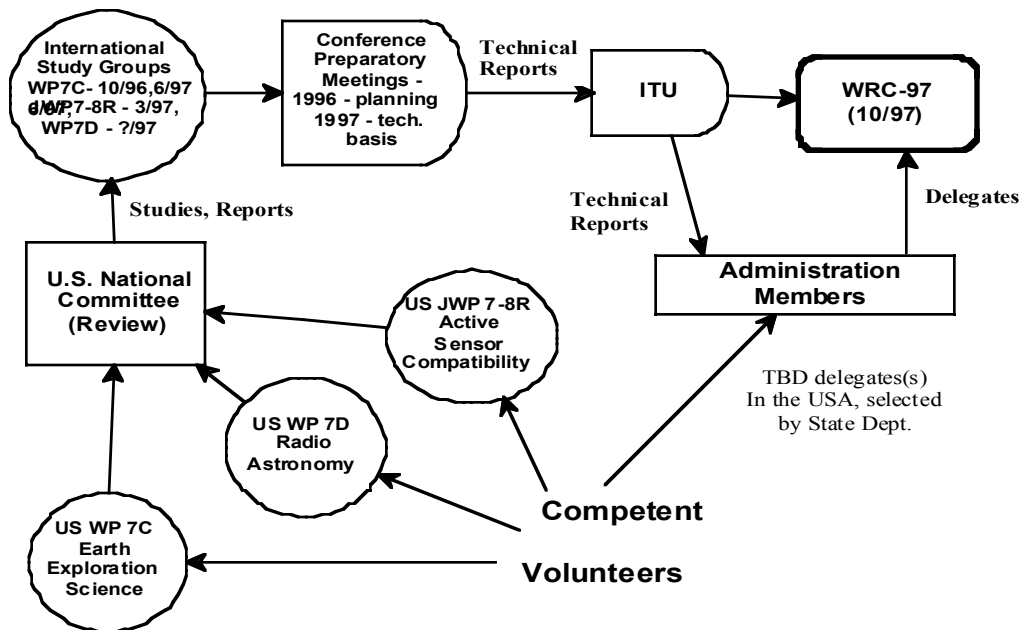 International
Study Groups
WP7C- 10/96,6/97
JWP7-8R - 3/97,
6/97,
WP7D - ?/97
Conference
Preparatory
Meetings -
1996 - planning
1997 - tech.
basis
Technical
Reports
ITU
WRC-97
(10/97)
Studies, Reports
Technical
Reports
Delegates
U.S. National
Committee
(Review)
US JWP 7-8R
Active
Sensor
Compatibility
Administration
Members
TBD delegates(s)
In the USA, selected
by State Dept.
US WP 7D
Radio
Astronomy
US WP 7C
Earth
Exploration
Science
Competent
Volunteers